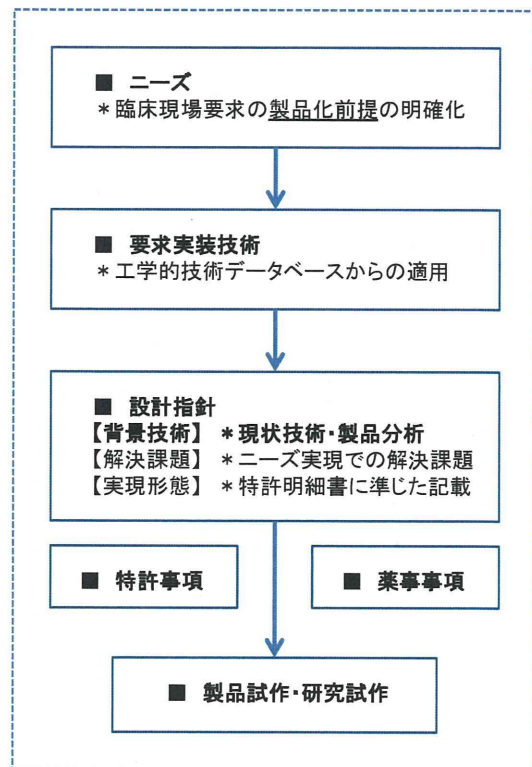 ■ ニーズ
＊臨床現場要求の製品化前提の明確化
■ 要求実装技術
＊工学的技術データベースからの適用
■ 設計指針
【背景技術】 ＊現状技術・製品分析
【解決課題】 ＊ニーズ実現での解決課題
【実現形態】 ＊特許明細書に準じた記載
■ 特許事項
■ 薬事事項
■ 製品試作・研究試作